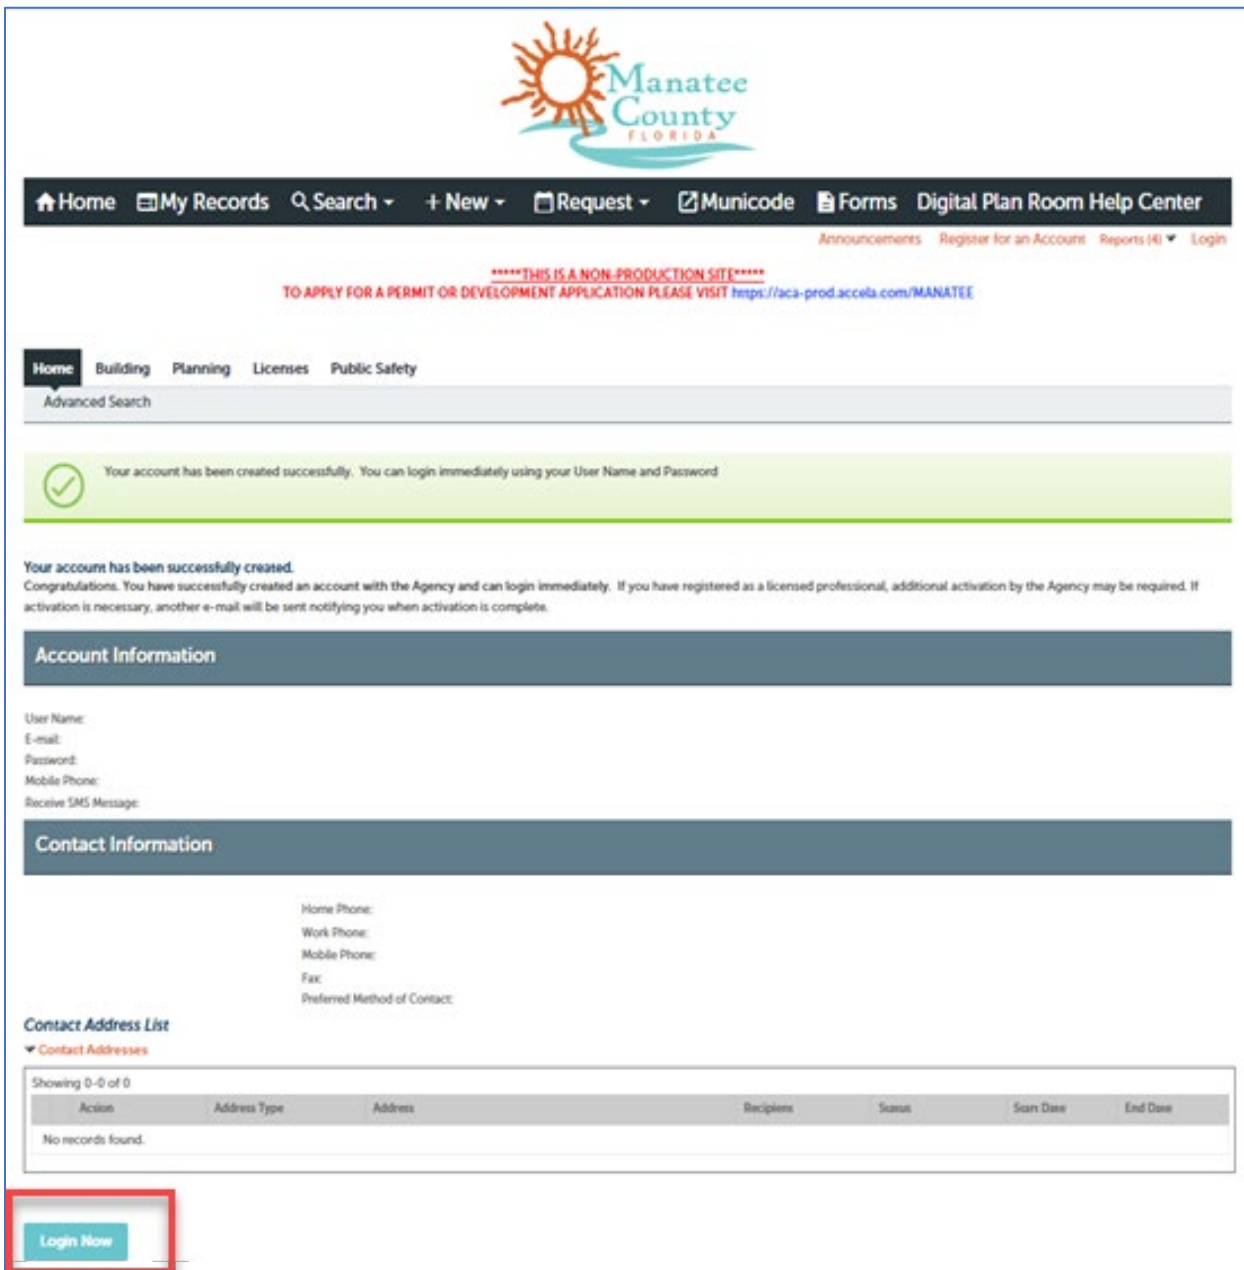 Manatee
County
FLORIDA
Home My Records Search New Request Municode Forms Digital Plan Room Help Center
Announcements Register for an Account Reports (4) Login
*****THIS IS A NON-PRODUCTION SITE*****
TO APPLY FOR A PERMIT OR DEVELOPMENT APPLICATION PLEASE VISIT https://aca-prod.accela.com/MANATEE
Home Building Planning Licenses Public Safety
Advanced Search
Your account has been created successfully. You can login immediately using your User Name and Password
Your account has been successfully created.
Congratulations. You have successfully created an account with the Agency and can login immediately. If you have registered as a licensed professional, additional activation by the Agency may be required. If
activation is necessary, another e-mail will be sent notifying you when activation is complete.
Account Information
User Name:
E-mail:
Password:
Mobile Phone:
Receive SMS Message:
Contact Information
Home Phone:
Work Phone:
Mobile Phone:
Fax:
Preferred Method of Contact:
Contact Address List
Contact Addresses
Showing 0-0 of 0
Action Address Type Address Recipient Status Start Date End Date
No records found.
Login Now